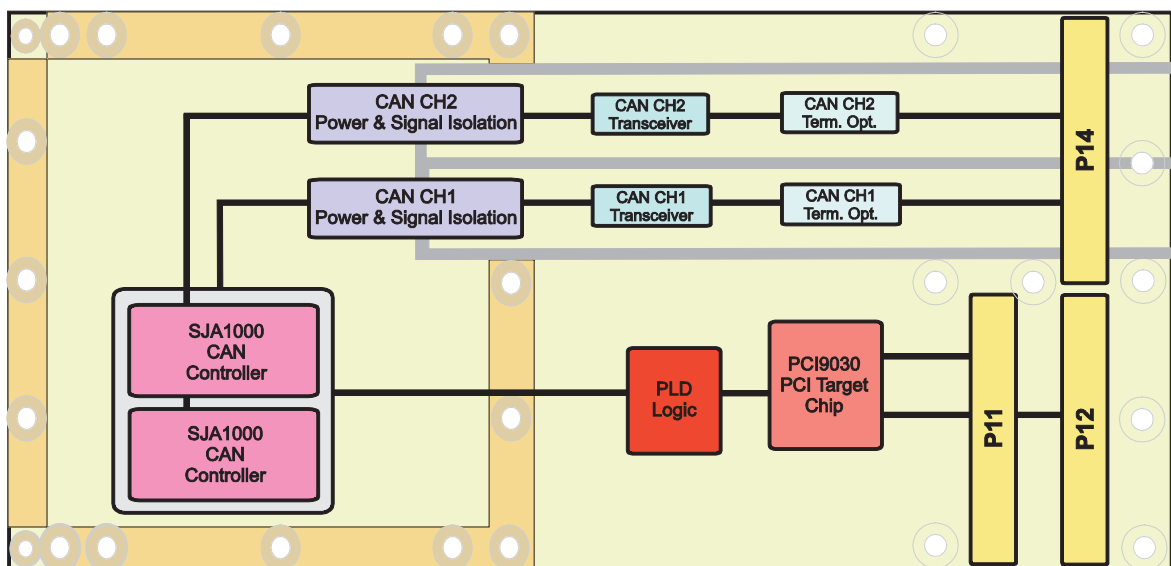 CAN CH2
Power & Signal Isolation
CAN CH2
Transceiver
CAN CH2
Term. Opt.
P14
CAN CH1
Power & Signal Isolation
CAN CH1
Transceiver
CAN CH1
Term. Opt.
SJA1000
CAN
Controller
SJA1000
CAN
Controller
PLD
Logic
PCI9030
PCI Target
Chip
P11
P12